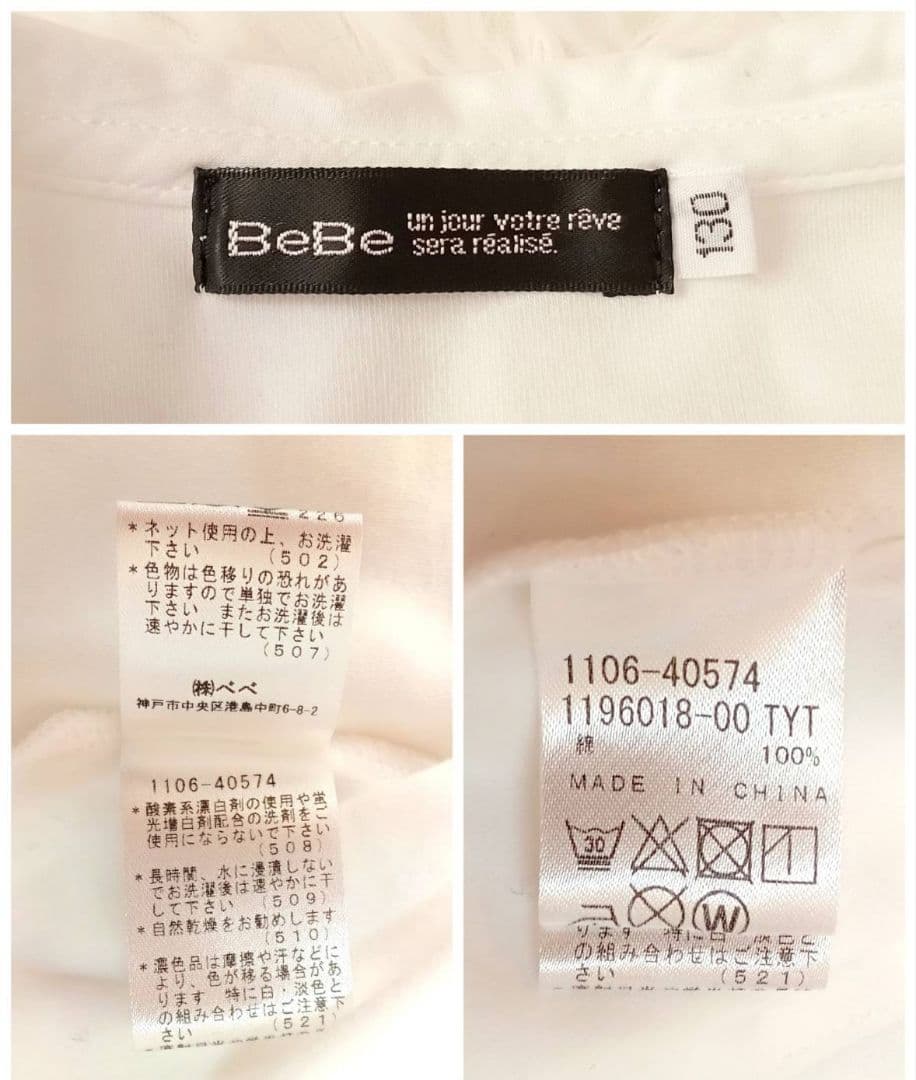 BeBe
un jour votre rêve
sera réalisé.
130
226
*ネット使用の上、お洗濯
下さい (502)
*色物は色移りの恐れがあ
りますので単独でお洗濯
下さい またお洗濯後は
速やかに干して下さい
(507)
㈱べべ
神戸市中央区港島中町6-8-2
1106-40574
*酸素系漂白剤の使用や蛍
光増白剤配合の洗剤をご
使用にならないで下さい
(508)
*長時間、水に浸漬しない
でお洗濯後は速やかに干
して下さい (509)
*自然乾燥をお勧めします
(510)
*濃色品は摩擦や汗などに
より、色が移る場合があ
ります 特に白・淡色と
の組み合わせはご注意下
さい (521)
1106-40574
1196018-00 TYT
綿 100%
MADE IN CHINA
30
W
ります 特に白・淡色と
の組み合わせはご注意下
さい (521)